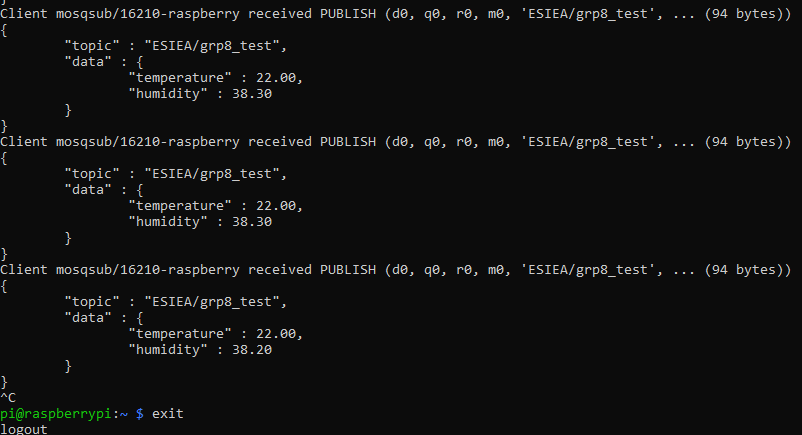 }
Client mosqsub/16210-raspberry received PUBLISH (d0, q0, r0, m0, 'ESIEA/grp8_test', ... (94 bytes))
{
        "topic" : "ESIEA/grp8_test",
        "data" : {
                "temperature" : 22.00,
                "humidity" : 38.30
        }
}
Client mosqsub/16210-raspberry received PUBLISH (d0, q0, r0, m0, 'ESIEA/grp8_test', ... (94 bytes))
{
        "topic" : "ESIEA/grp8_test",
        "data" : {
                "temperature" : 22.00,
                "humidity" : 38.30
        }
}
Client mosqsub/16210-raspberry received PUBLISH (d0, q0, r0, m0, 'ESIEA/grp8_test', ... (94 bytes))
{
        "topic" : "ESIEA/grp8_test",
        "data" : {
                "temperature" : 22.00,
                "humidity" : 38.20
        }
}
^C
pi@raspberrypi:~ $ exit
logout